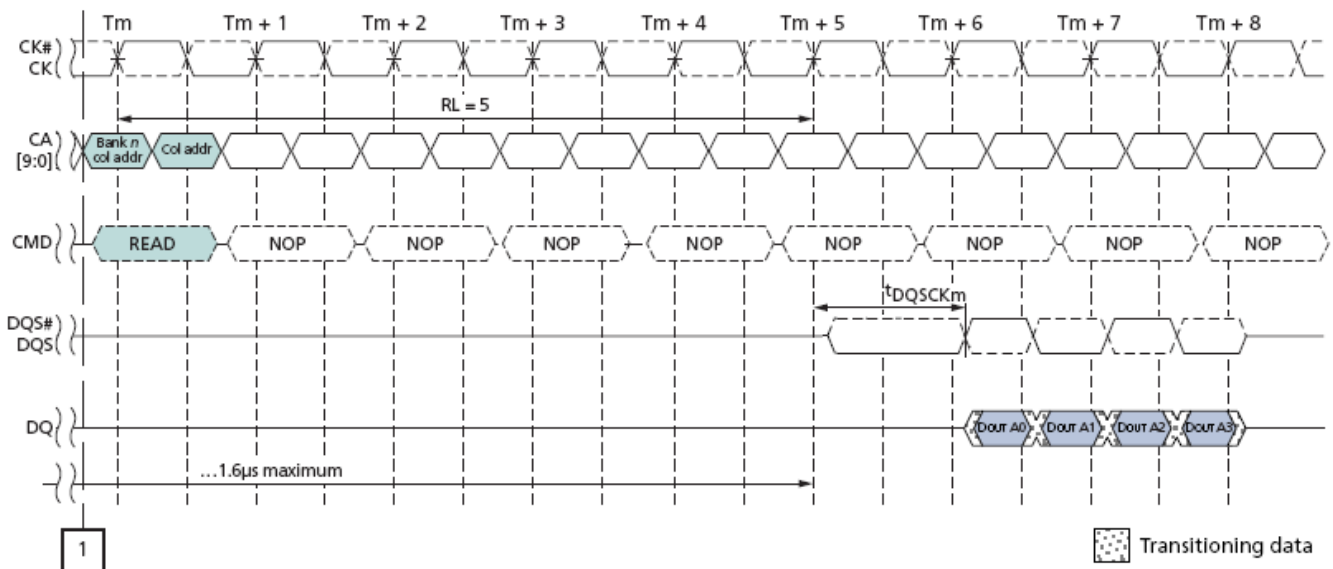 Tm Tm + 1 Tm + 2 Tm + 3 Tm + 4 Tm + 5 Tm + 6 Tm + 7 Tm + 8
CK#
CK
RL = 5
CA
[9:0]
Bank n
col addr
Col addr
CMD READ NOP NOP NOP NOP NOP NOP NOP NOP
tDQSCKm
DQS#
DQS
DQ DOUT A0 DOUT A1 DOUT A2 DOUT A3
...1.6µs maximum
1
Transitioning data